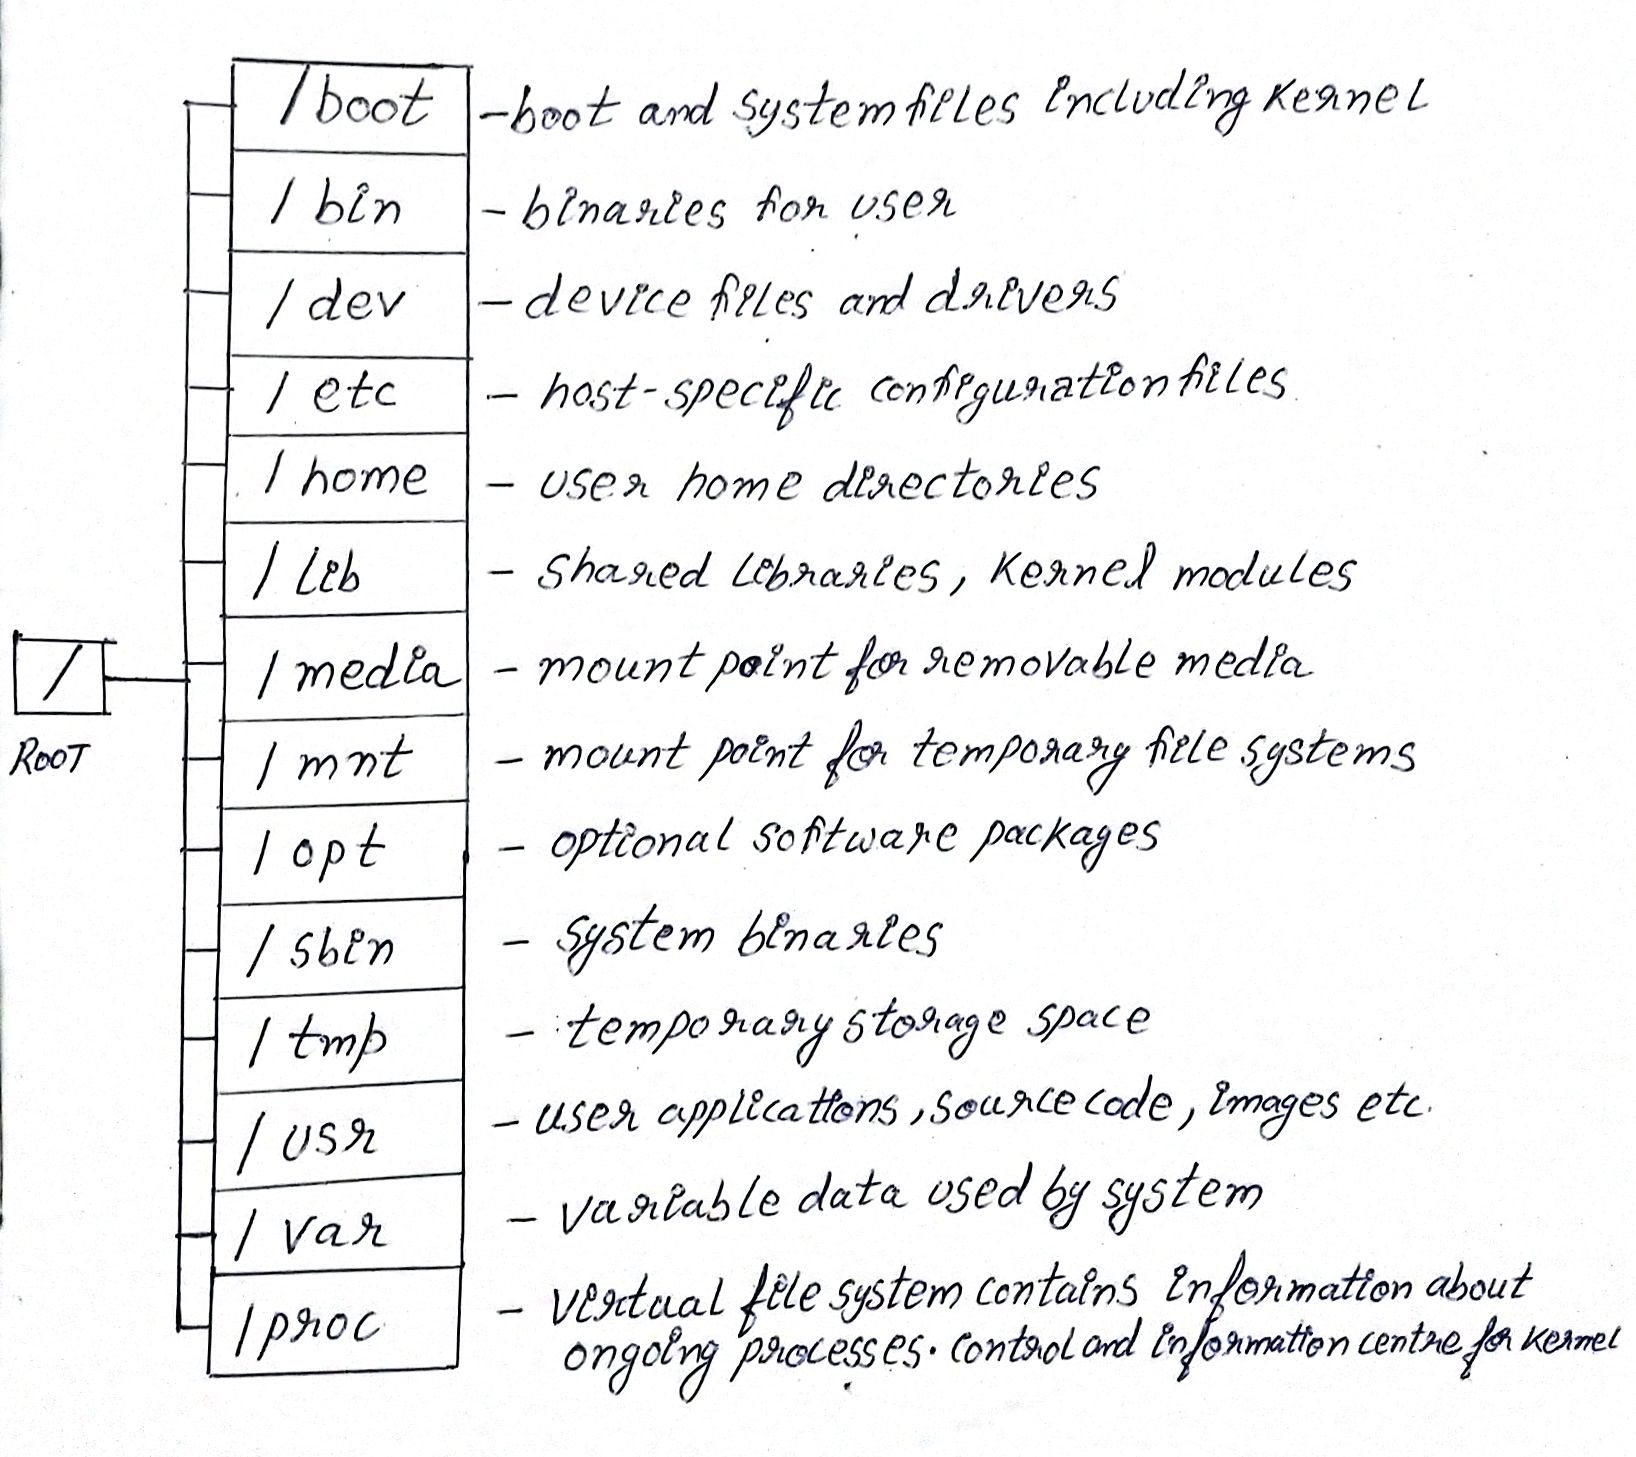 /boot - boot and system files including Kernel
/bin - binaries for user
/dev - device files and drivers
/etc - host-specific configuration files
/home - user home directories
/lib - shared libraries, Kernel modules
/media - mount point for removable media
/
ROOT
/mnt - mount point for temporary file systems
/opt - optional software packages
/sbin - system binaries
/tmp - temporary storage space
/usr - user applications, source code, images etc.
/var - variable data used by system
/proc - virtual file system contains information about
ongoing processes. control and information centre for kernel